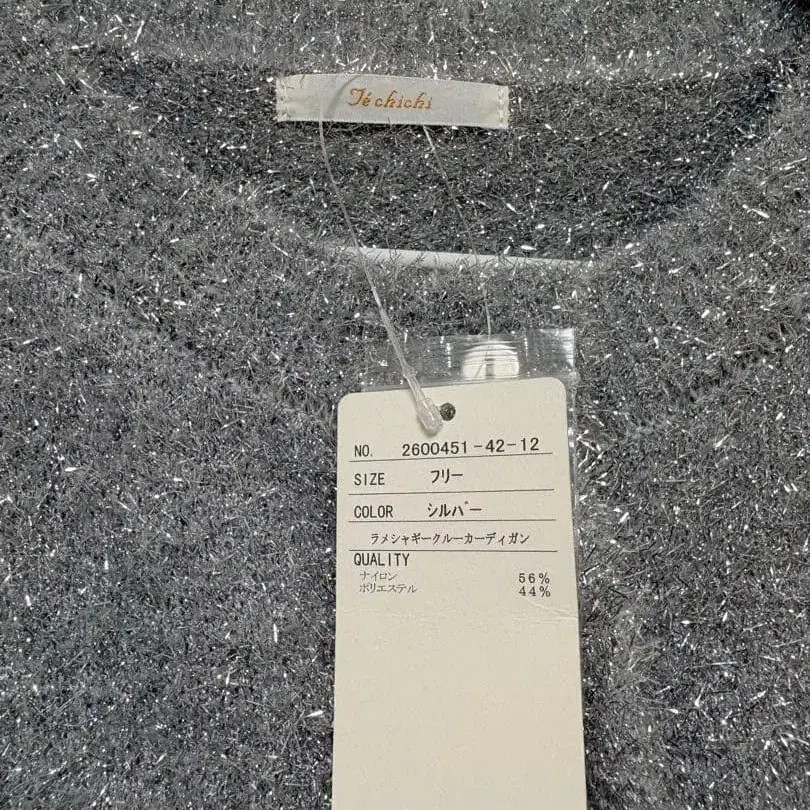 Té chichi
NO. 2600451-42-12
SIZE フリー
COLOR シルバー
ラメシャギークルーカーディガン
QUALITY
ナイロン 56%
ポリエステル 44%